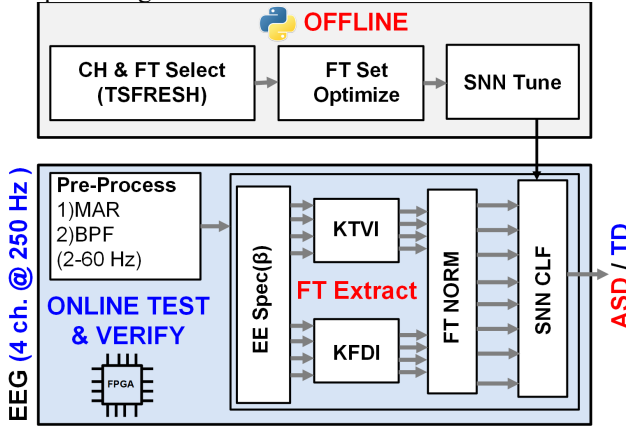 OFFLINE
CH & FT Select
(TSFRESH)
FT Set
Optimize
SNN Tune
EEG (4 ch. @ 250 Hz )
Pre-Process
1)MAR
2)BPF
(2-60 Hz)
ONLINE TEST
& VERIFY
FPGA
EE Spec(β)
KTVI
FT Extract
KFDI
FT NORM
SNN CLF
ASD / TD